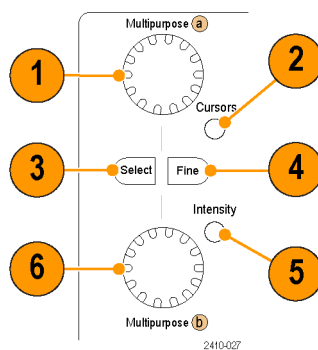 Multipurpose a
1
2
Cursors
3
Select
Fine
4
Intensity
6
5
Multipurpose b
2410-027